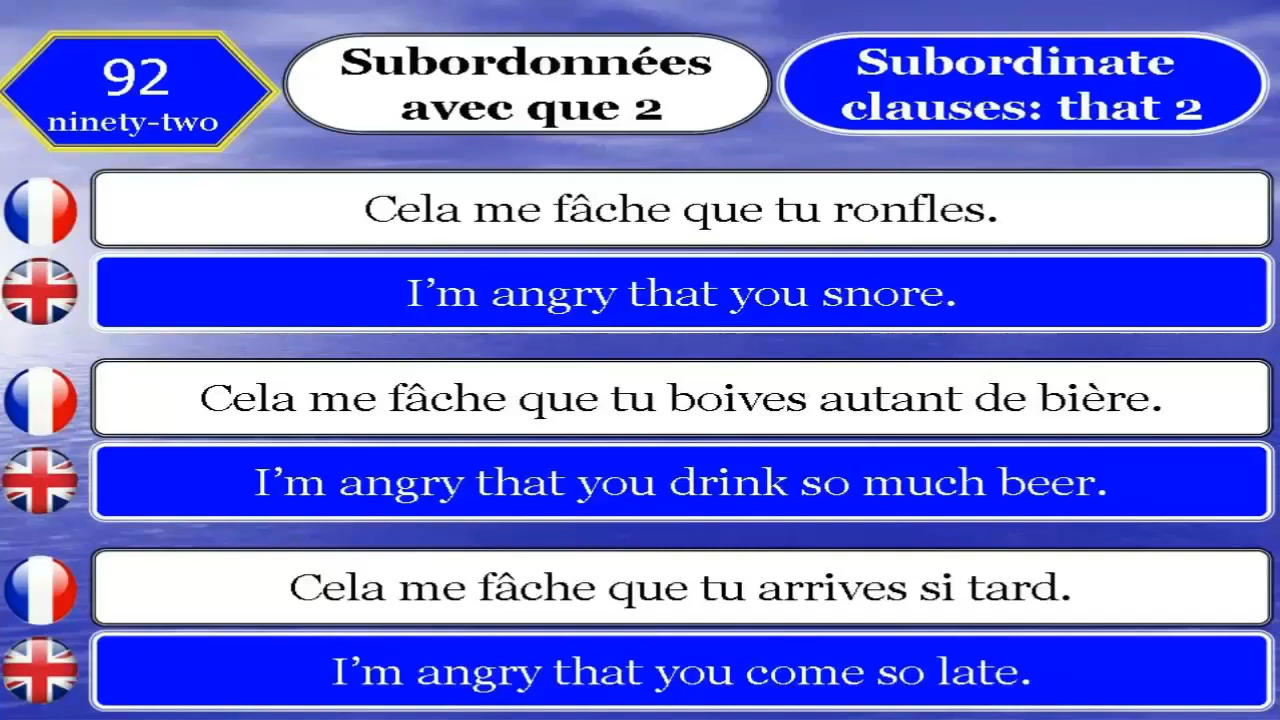 92
ninety-two
Subordonnées
avec que 2
Subordinate
clauses: that 2
Cela me fâche que tu ronfles.
I’m angry that you snore.
Cela me fâche que tu boives autant de bière.
I’m angry that you drink so much beer.
Cela me fâche que tu arrives si tard.
I’m angry that you come so late.